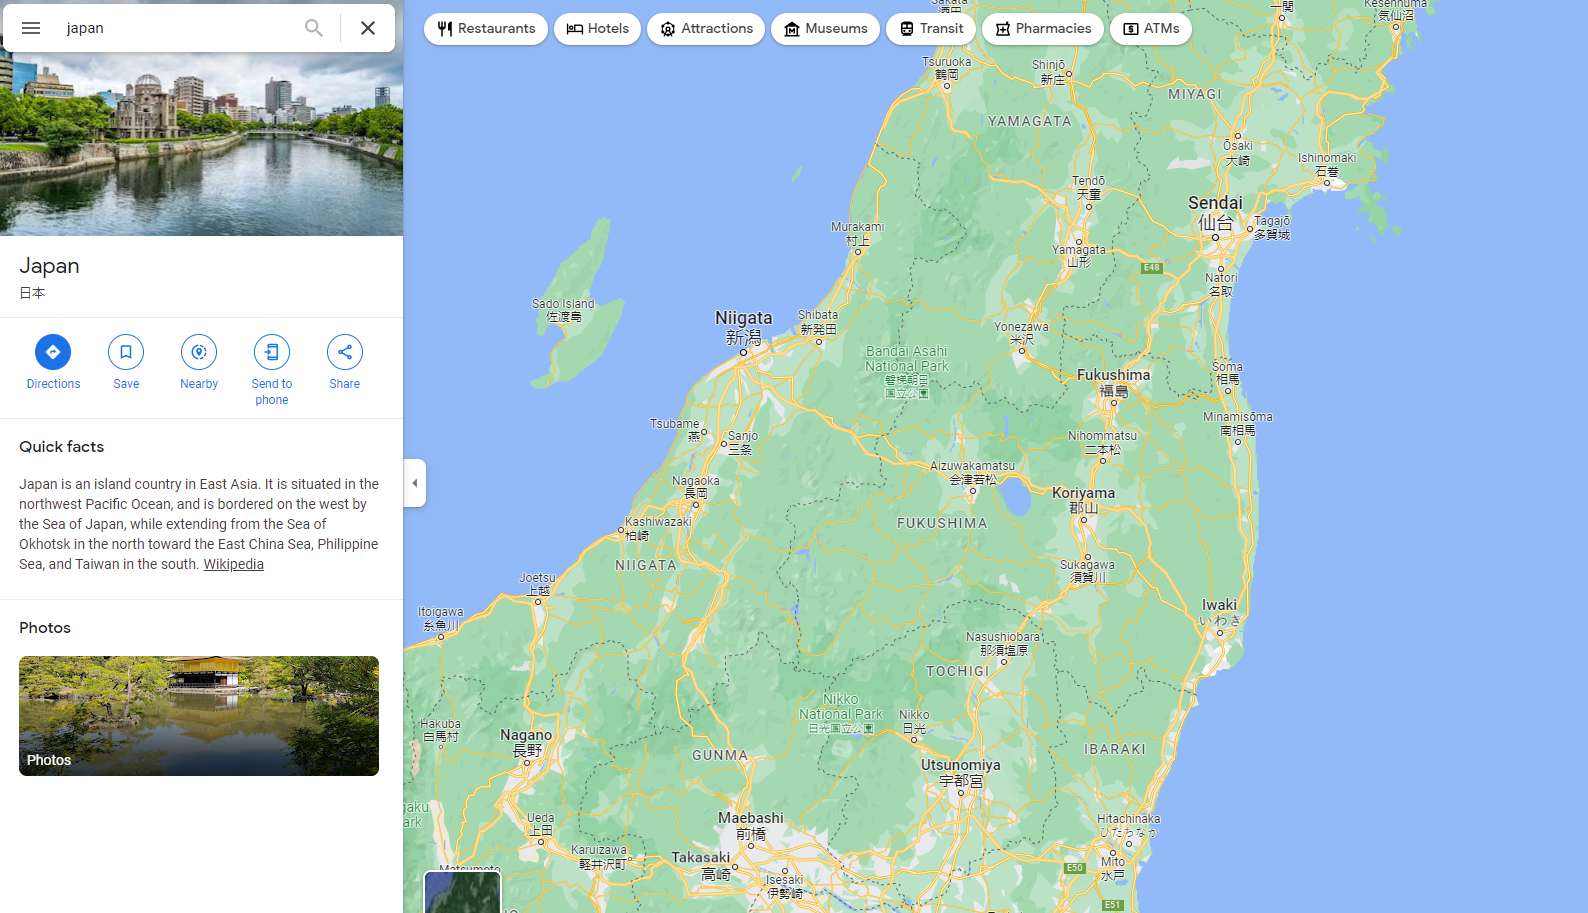 japan
Restaurants
Hotels
Attractions
Museums
Transit
Pharmacies
ATMs
Japan
日本
Directions
Save
Nearby
Send to
phone
Share
Quick facts
Japan is an island country in East Asia. It is situated in the
northwest Pacific Ocean, and is bordered on the west by
the Sea of Japan, while extending from the Sea of
Okhotsk in the north toward the East China Sea, Philippine
Sea, and Taiwan in the south. Wikipedia
Photos
Photos
Sakata
酒田
一関
Kesennuma
気仙沼
Tsuruoka
鶴岡
Shinjō
新庄
MIYAGI
YAMAGATA
Ōsaki
大崎
Ishinomaki
石巻
Tendō
天童
Sendai
仙台
Tagajō
多賀城
Murakami
村上
Yamagata
山形
E48
Natori
名取
Sado Island
佐渡島
Niigata
新潟
Shibata
新発田
Yonezawa
米沢
Bandai Asahi
National Park
磐梯朝日
国立公園
Fukushima
福島
Sōma
相馬
Minamisōma
南相馬
Tsubame
燕
Sanjo
三条
Nihommatsu
二本松
Aizuwakamatsu
会津若松
Nagaoka
長岡
Koriyama
郡山
Kashiwazaki
柏崎
FUKUSHIMA
NIIGATA
Sukagawa
須賀川
Joetsu
上越
Itoigawa
糸魚川
Iwaki
いわき
Nasushiobara
那須塩原
TOCHIGI
Nikko
National Park
日光国立公園
Nikko
日光
Hakuba
白馬村
Nagano
長野
GUNMA
IBARAKI
Utsunomiya
宇都宮
gaku
ark
Ueda
上田
Maebashi
前橋
Hitachinaka
ひたちなか
Karuizawa
軽井沢町
Takasaki
高崎
Mito
水戸
E50
Matsumoto
Isesaki
伊勢崎
E51